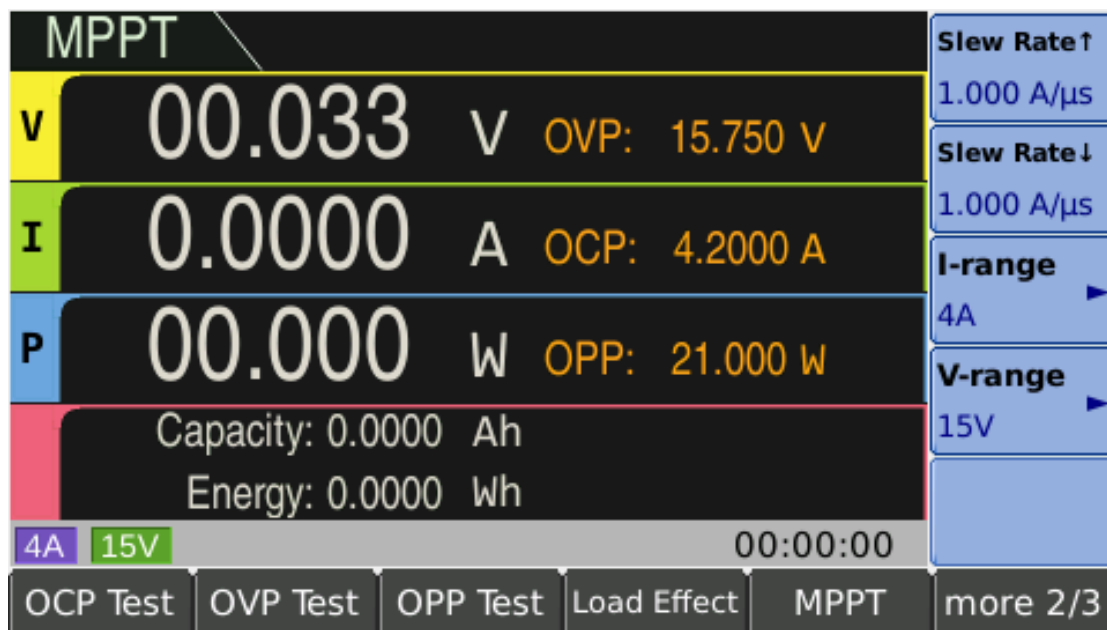 MPPT
V 00.033 V OVP: 15.750 V
I 0.0000 A OCP: 4.2000 A
P 00.000 W OPP: 21.000 W
Capacity: 0.0000 Ah
Energy: 0.0000 Wh
4A 15V 00:00:00
Slew Rate↑
1.000 A/µs
Slew Rate↓
1.000 A/µs
I-range
4A
V-range
15V
OCP Test OVP Test OPP Test Load Effect MPPT more 2/3